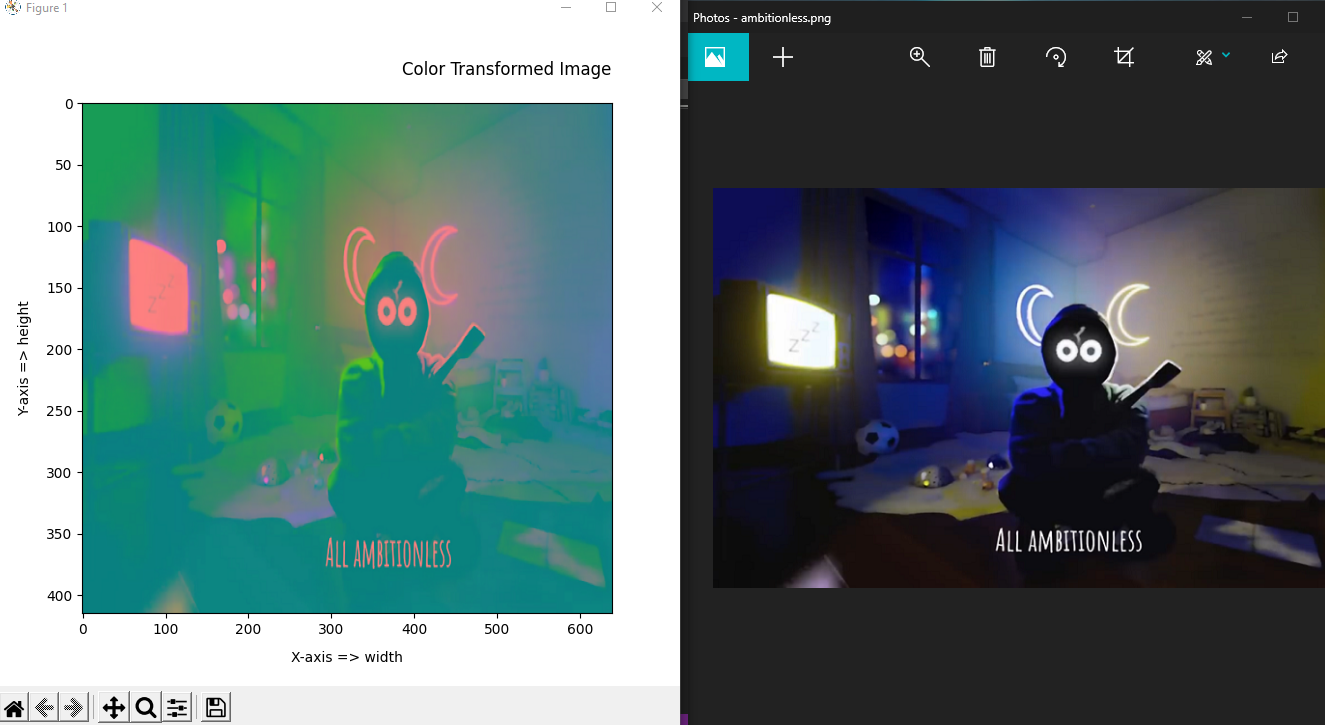 Figure 1
Color Transformed Image
0
50
100
150
200
250
300
350
400
Y-axis => height
zzz
All ambitionless
0
100
200
300
400
500
600
X-axis => width
Photos - ambitionless.png
zzz
All ambitionless